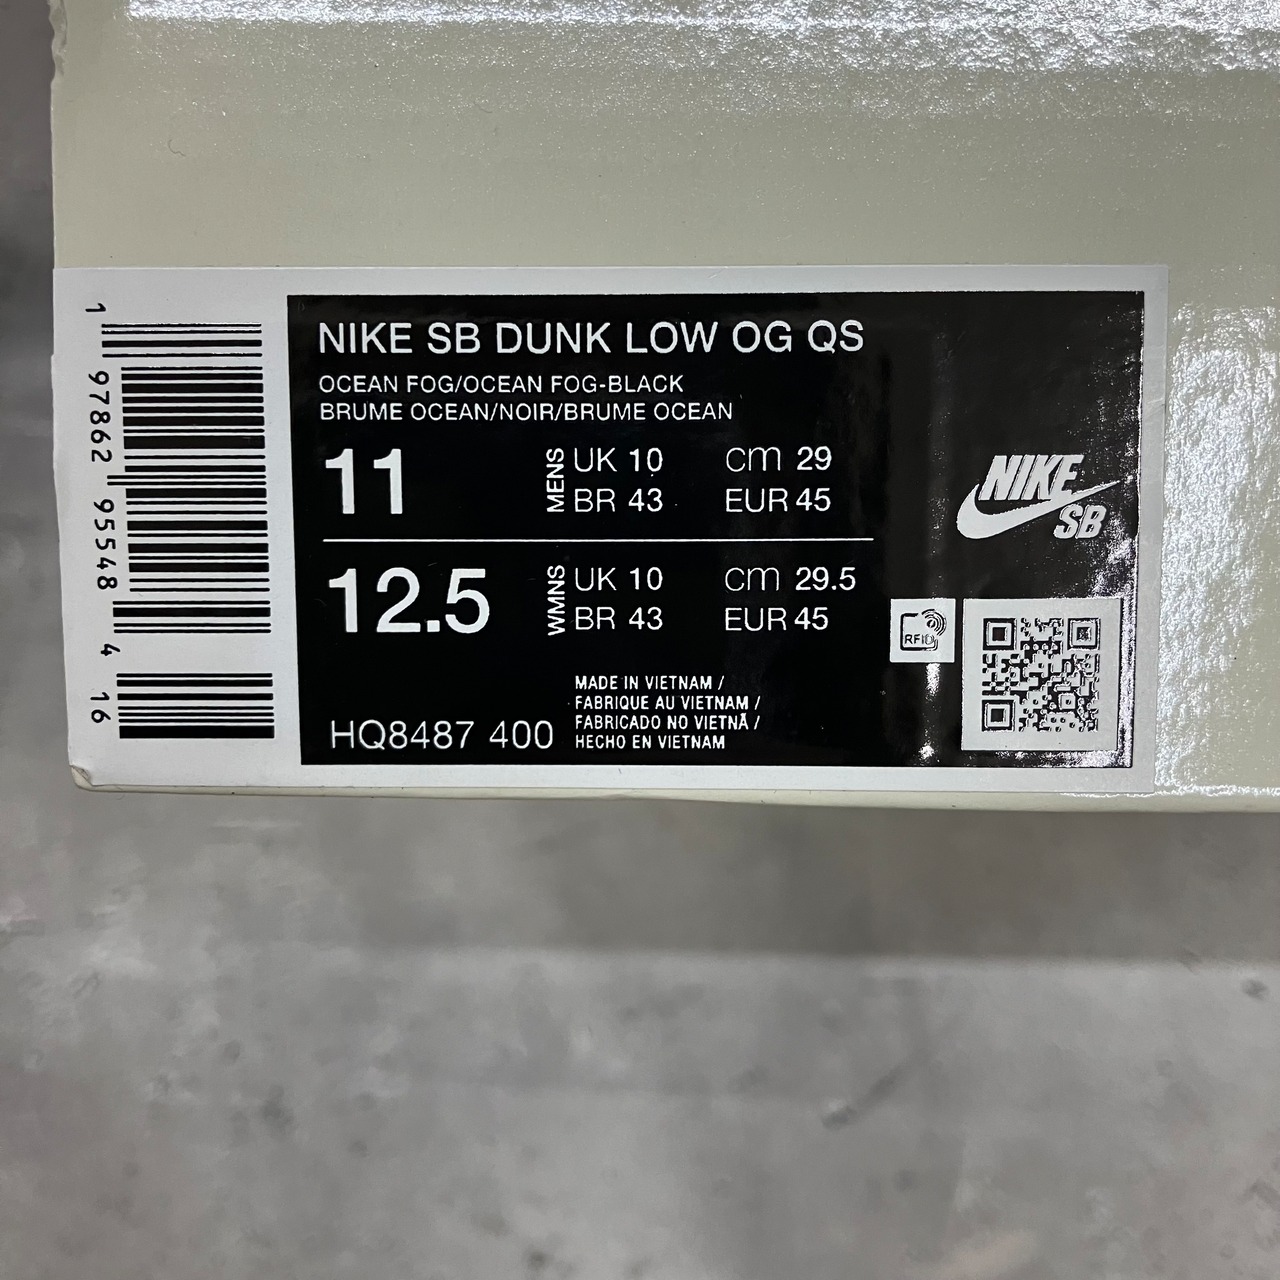 NIKE SB DUNK LOW OG QS
OCEAN FOG/OCEAN FOG-BLACK
BRUME OCEAN/NOIR/BRUME OCEAN
11 MENS UK 10 cm 29
BR 43 EUR 45
12.5 WMNS UK 10 cm 29.5
BR 43 EUR 45
MADE IN VIETNAM /
FABRIQUE AU VIETNAM /
FABRICADO NO VIETNÃ /
HECHO EN VIETNAM
HQ8487 400
NIKE
SB
RFID
1 97862 95548 4 16